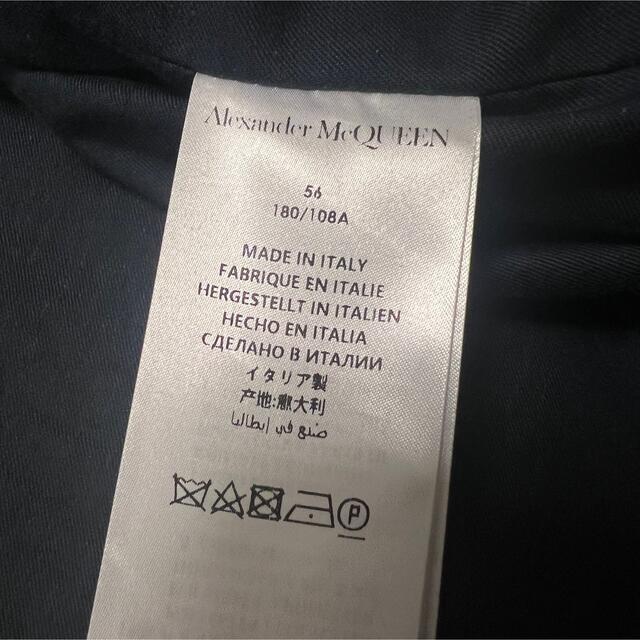 Alexander McQUEEN
56
180/108A
MADE IN ITALY
FABRIQUE EN ITALIE
HERGESTELLT IN ITALIEN
HECHO EN ITALIA
СДЕЛАНО В ИТАЛИИ
イタリア製
产地:意大利
صنع في إيطاليا
P